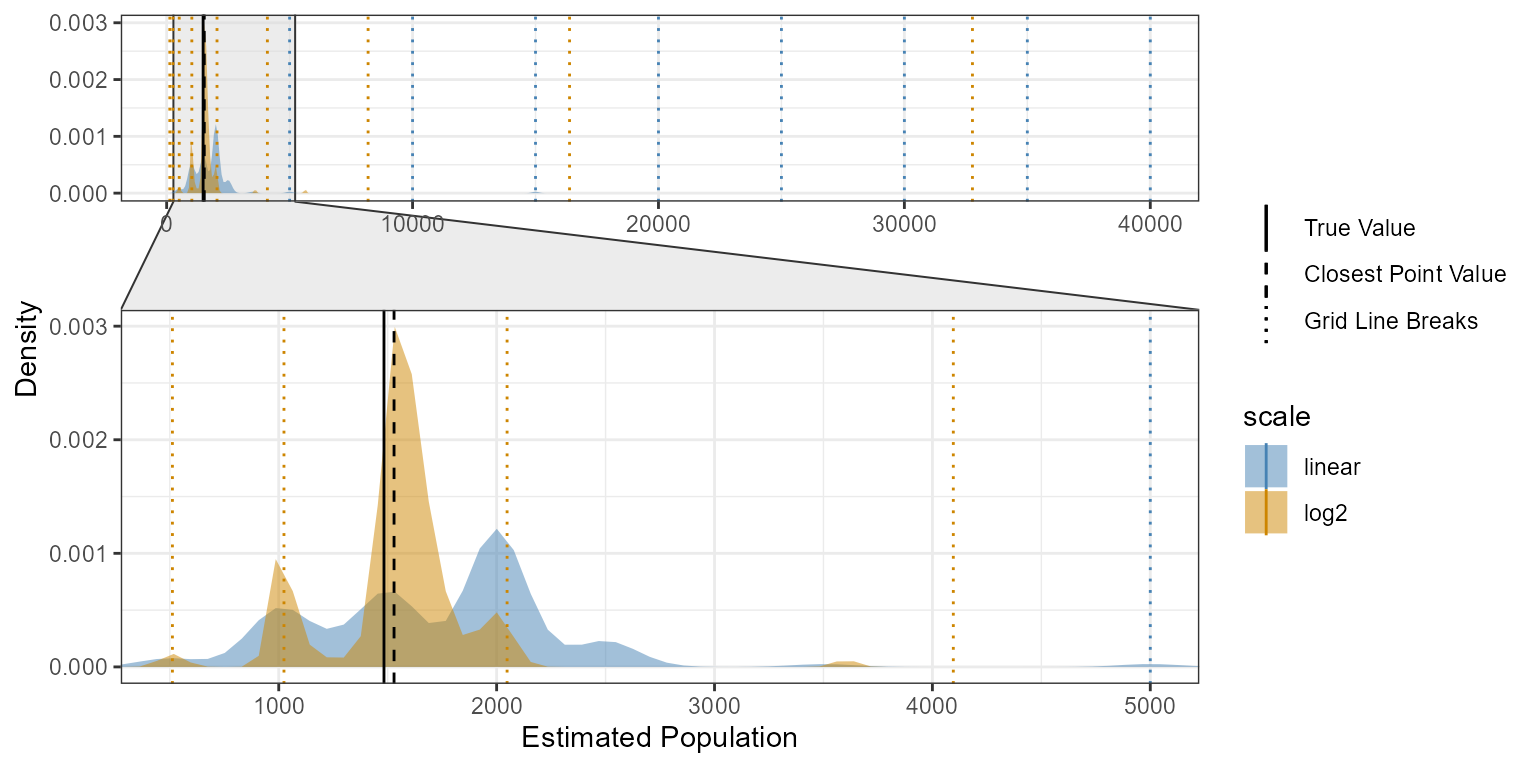 0.003
0.002
0.001
0.000
0 10000 20000 30000 40000
True Value
Closest Point Value
Grid Line Breaks
Density
0.003
0.002
0.001
0.000
scale
linear
log2
1000 2000 3000 4000 5000
Estimated Population